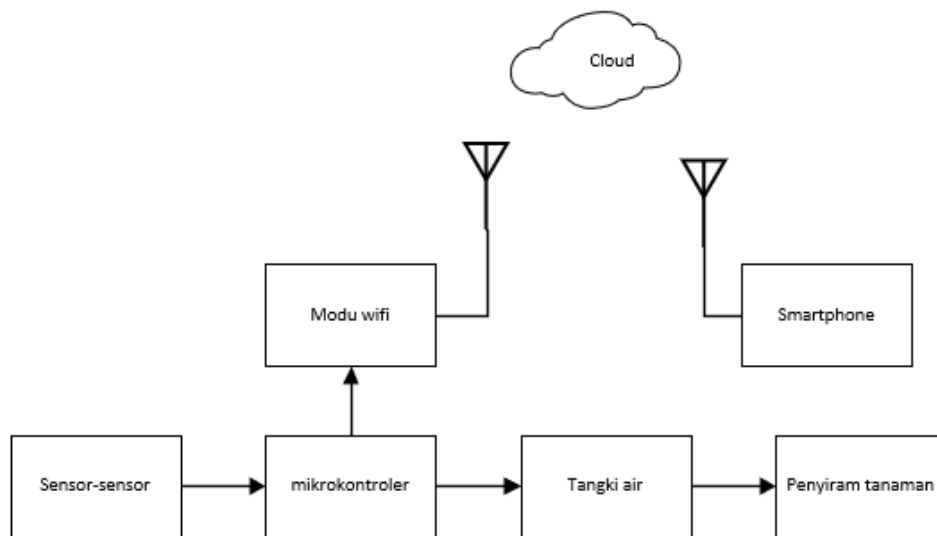 Cloud
Modu wifi
Smartphone
Sensor-sensor
mikrokontroler
Tangki air
Penyiram tanaman